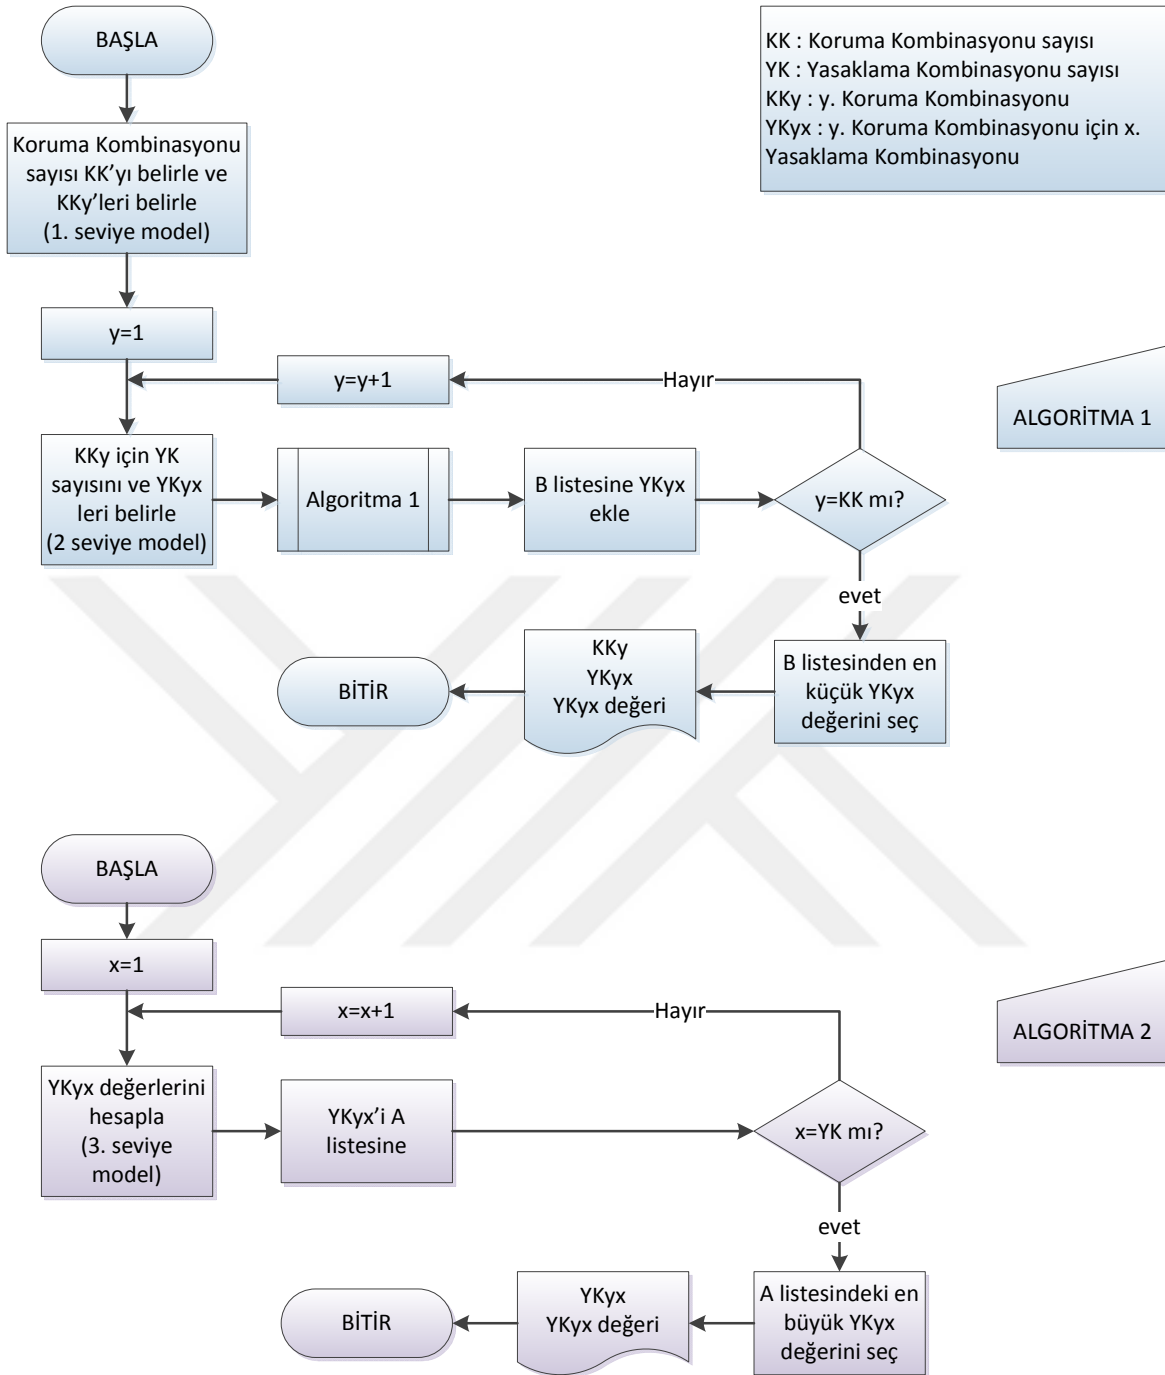 BAŞLA
KK : Koruma Kombinasyonu sayısı
YK : Yasaklama Kombinasyonu sayısı
KKy : y. Koruma Kombinasyonu
YKyx : y. Koruma Kombinasyonu için x.
Yasaklama Kombinasyonu
Koruma Kombinasyonu
sayısı KK’yı belirle ve
KKy’leri belirle
(1. seviye model)
y=1
y=y+1
Hayır
ALGORİTMA 1
KKy için YK
sayısını ve YKyx
leri belirle
(2 seviye model)
Algoritma 1
B listesine YKyx
ekle
y=KK mı?
evet
B listesinden en
küçük YKyx
değerini seç
KKy
YKyx
YKyx değeri
BİTİR
BAŞLA
x=1
x=x+1
Hayır
ALGORİTMA 2
YKyx değerlerini
hesapla
(3. seviye
model)
YKyx’i A
listesine
x=YK mı?
evet
A listesindeki en
büyük YKyx
değerini seç
YKyx
YKyx değeri
BİTİR